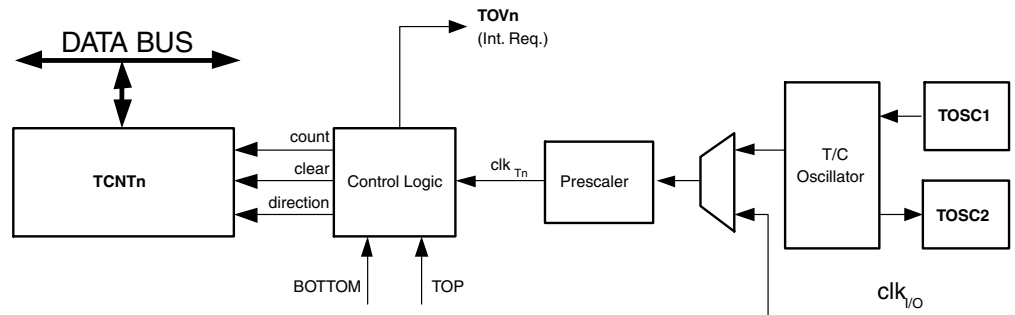 TOVn
(Int. Req.)
DATA BUS
TCNTn
count
clear
direction
Control Logic
clk Tn
Prescaler
T/C
Oscillator
TOSC1
TOSC2
BOTTOM
TOP
clk I/O